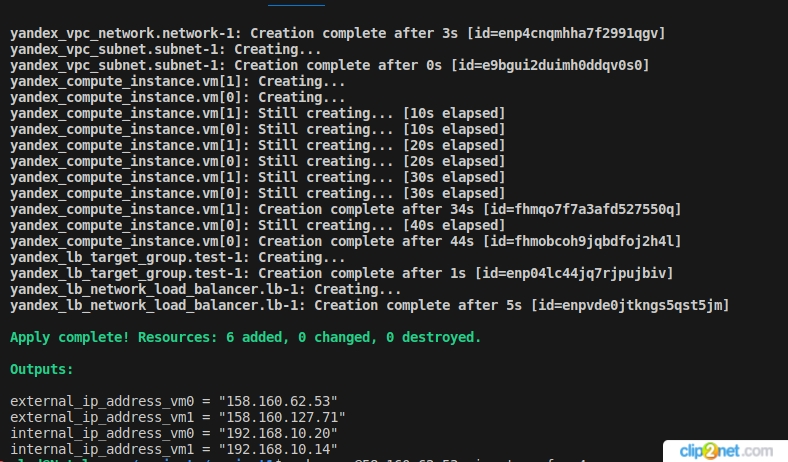 yandex_vpc_network.network-1: Creation complete after 3s [id=enp4cnqmhha7f2991qgv]
yandex_vpc_subnet.subnet-1: Creating...
yandex_vpc_subnet.subnet-1: Creation complete after 0s [id=e9bgui2duimh0ddqv0s0]
yandex_compute_instance.vm[1]: Creating...
yandex_compute_instance.vm[0]: Creating...
yandex_compute_instance.vm[1]: Still creating... [10s elapsed]
yandex_compute_instance.vm[0]: Still creating... [10s elapsed]
yandex_compute_instance.vm[1]: Still creating... [20s elapsed]
yandex_compute_instance.vm[0]: Still creating... [20s elapsed]
yandex_compute_instance.vm[1]: Still creating... [30s elapsed]
yandex_compute_instance.vm[0]: Still creating... [30s elapsed]
yandex_compute_instance.vm[1]: Creation complete after 34s [id=fhmqo7f7a3afd527550q]
yandex_compute_instance.vm[0]: Still creating... [40s elapsed]
yandex_compute_instance.vm[0]: Creation complete after 44s [id=fhmobcoh9jqbdfoj2h4l]
yandex_lb_target_group.test-1: Creating...
yandex_lb_target_group.test-1: Creation complete after 1s [id=enp04lc44jq7rjpujbiv]
yandex_lb_network_load_balancer.lb-1: Creating...
yandex_lb_network_load_balancer.lb-1: Creation complete after 5s [id=enpvde0jtkngs5qst5jm]
Apply complete! Resources: 6 added, 0 changed, 0 destroyed.
Outputs:
external_ip_address_vm0 = "158.160.62.53"
external_ip_address_vm1 = "158.160.127.71"
internal_ip_address_vm0 = "192.168.10.20"
internal_ip_address_vm1 = "192.168.10.14"
clip2net.com